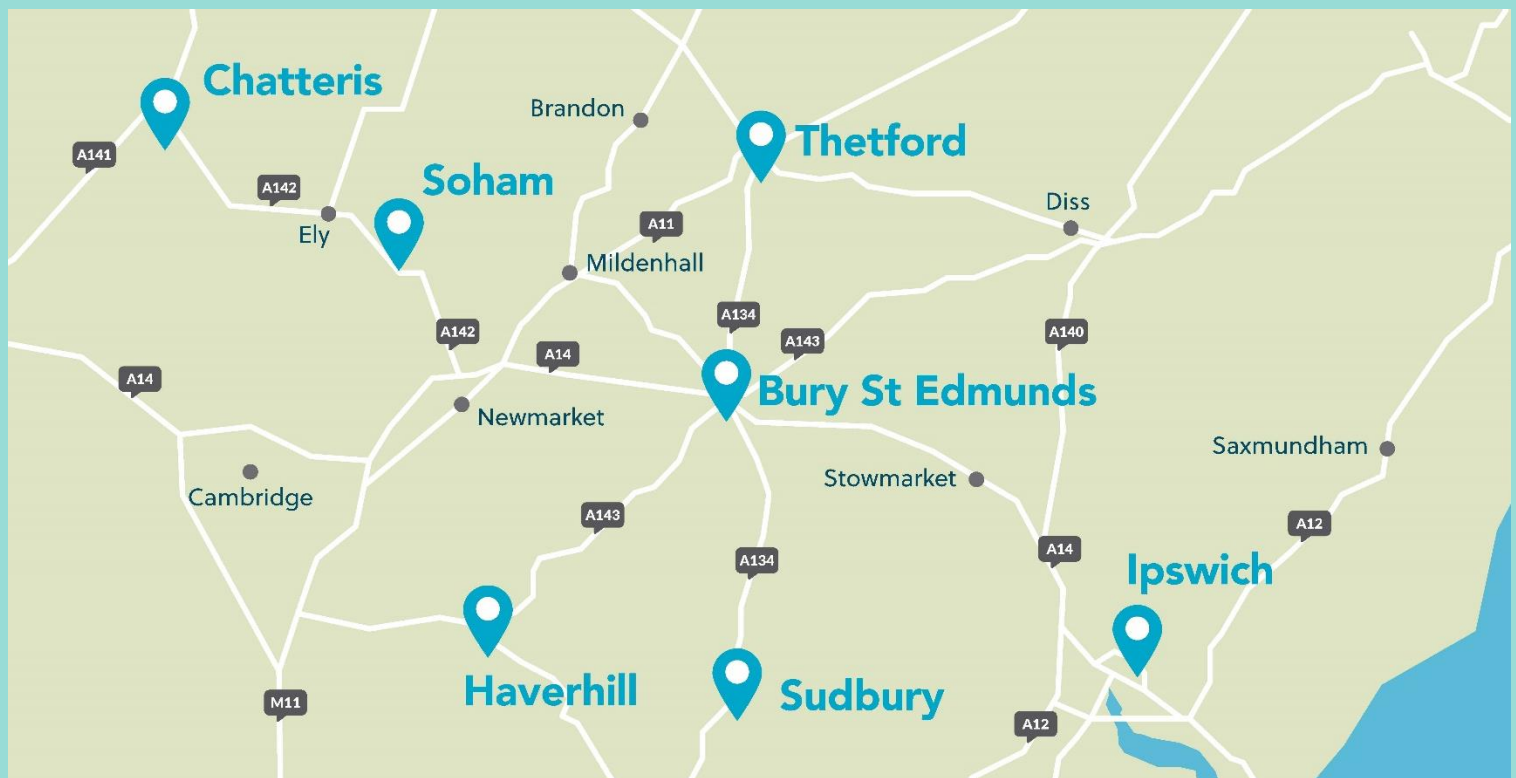 Chatteris
Brandon
Thetford
A141
Soham
A142
Diss
Ely
A11
Mildenhall
A134
A142
A143
A140
A14
A14
Bury St Edmunds
Newmarket
Saxmundham
Cambridge
Stowmarket
A143
A12
A134
A14
Ipswich
Haverhill
Sudbury
M11
A12